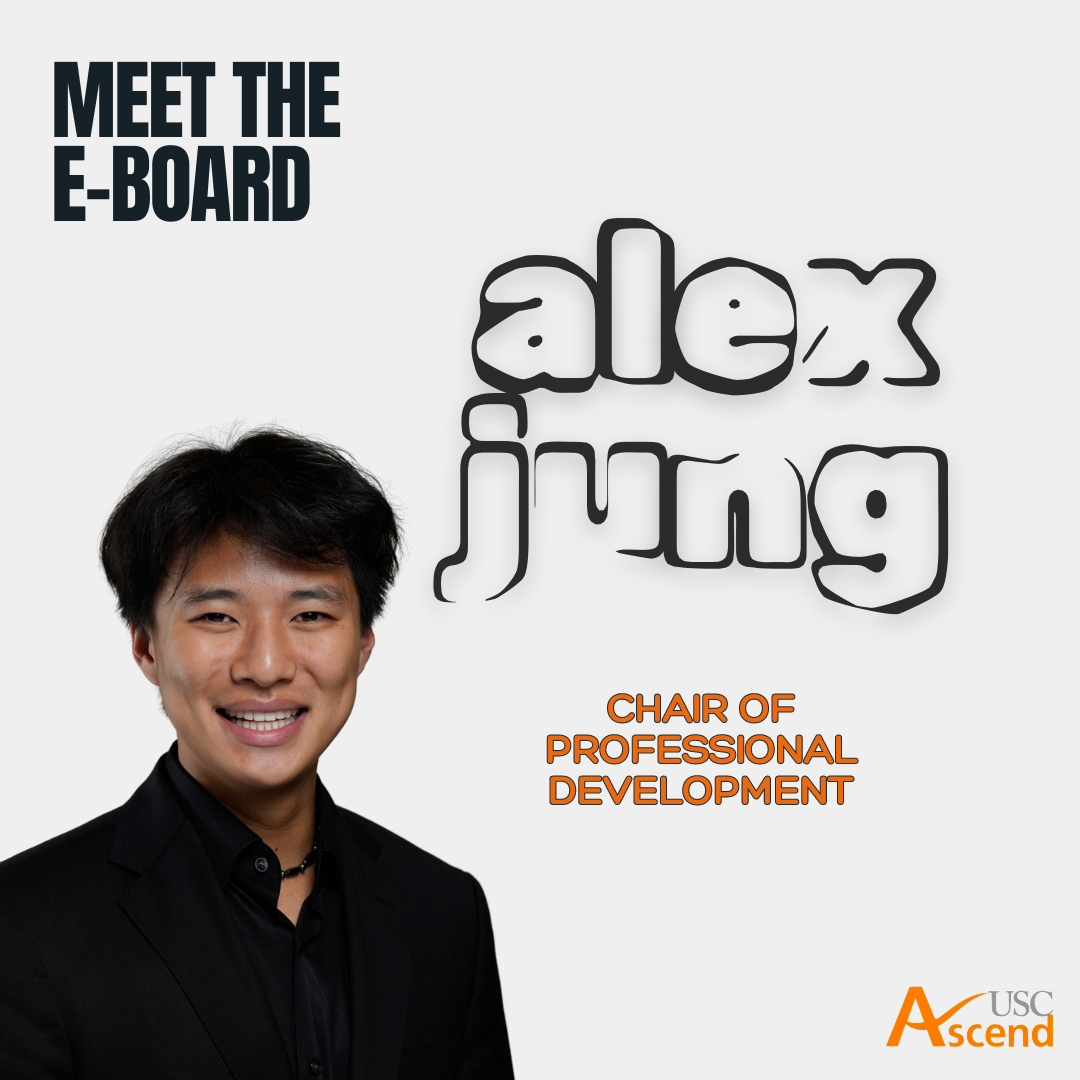 MEET THE
E-BOARD
alex
jung
CHAIR OF
PROFESSIONAL
DEVELOPMENT
USC
Ascend